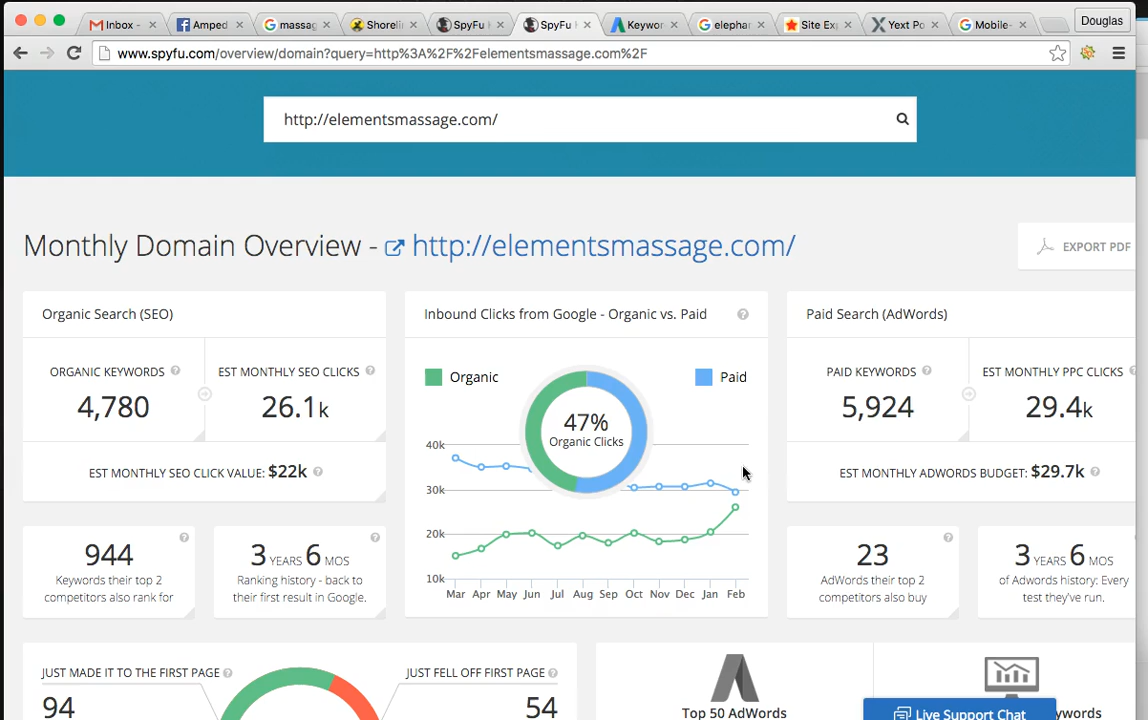 Inbox -
Amped
massag
Shoreli
SpyFu
SpyFu
Keywor
elephar
Site Exp
Yext Po
Mobile-
Douglas
www.spyfu.com/overview/domain?query=http%3A%2F%2Felementsmassage.com%2F
http://elementsmassage.com/
Monthly Domain Overview - http://elementsmassage.com/
EXPORT PDF
Organic Search (SEO)
ORGANIC KEYWORDS ?
4,780
EST MONTHLY SEO CLICKS ?
26.1k
EST MONTHLY SEO CLICK VALUE: $22k ?
Inbound Clicks from Google - Organic vs. Paid ?
Organic
Paid
47%
Organic Clicks
40k
30k
20k
10k
Mar Apr May Jun Jul Aug Sep Oct Nov Dec Jan Feb
Paid Search (AdWords)
PAID KEYWORDS ?
5,924
EST MONTHLY PPC CLICKS ?
29.4k
EST MONTHLY ADWORDS BUDGET: $29.7k ?
944 ?
Keywords their top 2
competitors also rank for
3 YEARS 6 MOS ?
Ranking history - back to
their first result in Google.
23 ?
AdWords their top 2
competitors also buy
3 YEARS 6 MOS
of Adwords history: Every
test they've run.
JUST MADE IT TO THE FIRST PAGE ?
94
JUST FELL OFF FIRST PAGE ?
54
Top 50 AdWords
ywords
Live Support Chat